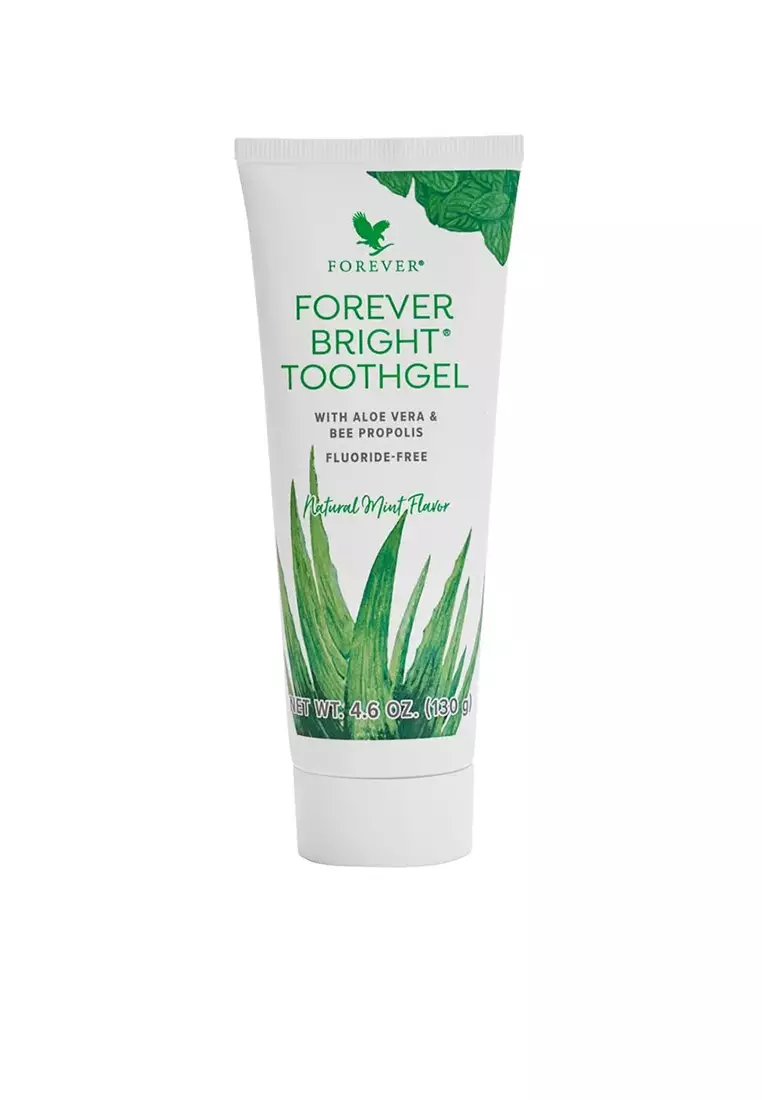 FOREVER®
FOREVER
BRIGHT®
TOOTHGEL
WITH ALOE VERA &
BEE PROPOLIS
FLUORIDE-FREE
Natural Mint Flavor
NET WT. 4.6 OZ. (130 g)